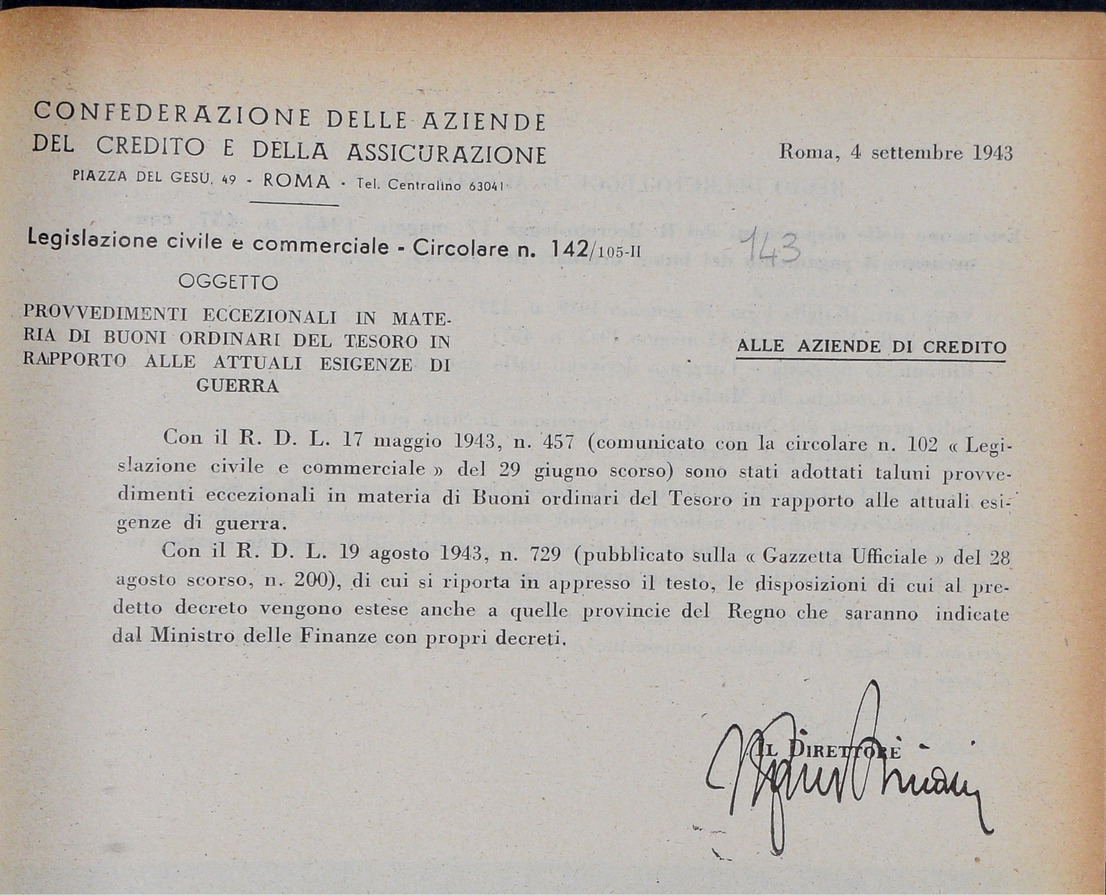 CONFEDERAZIONE DELLE AZIENDE
DEL CREDITO E DELLA ASSICURAZIONE
PIAZZA DEL GESÙ, 49 - ROMA - Tel. Centralino 63041
Roma, 4 settembre 1943
Legislazione civile e commerciale - Circolare n. 142/105-II
143
OGGETTO
PROVVEDIMENTI ECCEZIONALI IN MATE-
RIA DI BUONI ORDINARI DEL TESORO IN
RAPPORTO ALLE ATTUALI ESIGENZE DI
GUERRA
ALLE AZIENDE DI CREDITO
Con il R. D. L. 17 maggio 1943, n. 457 (comunicato con la circolare n. 102 « Legi-
slazione civile e commerciale » del 29 giugno scorso) sono stati adottati taluni provve-
dimenti eccezionali in materia di Buoni ordinari del Tesoro in rapporto alle attuali esi-
genze di guerra.
Con il R. D. L. 19 agosto 1943, n. 729 (pubblicato sulla « Gazzetta Ufficiale » del 28
agosto scorso, n. 200), di cui si riporta in appresso il testo, le disposizioni di cui al pre-
detto decreto vengono estese anche a quelle provincie del Regno che saranno indicate
dal Ministro delle Finanze con propri decreti.
IL DIRETTORE